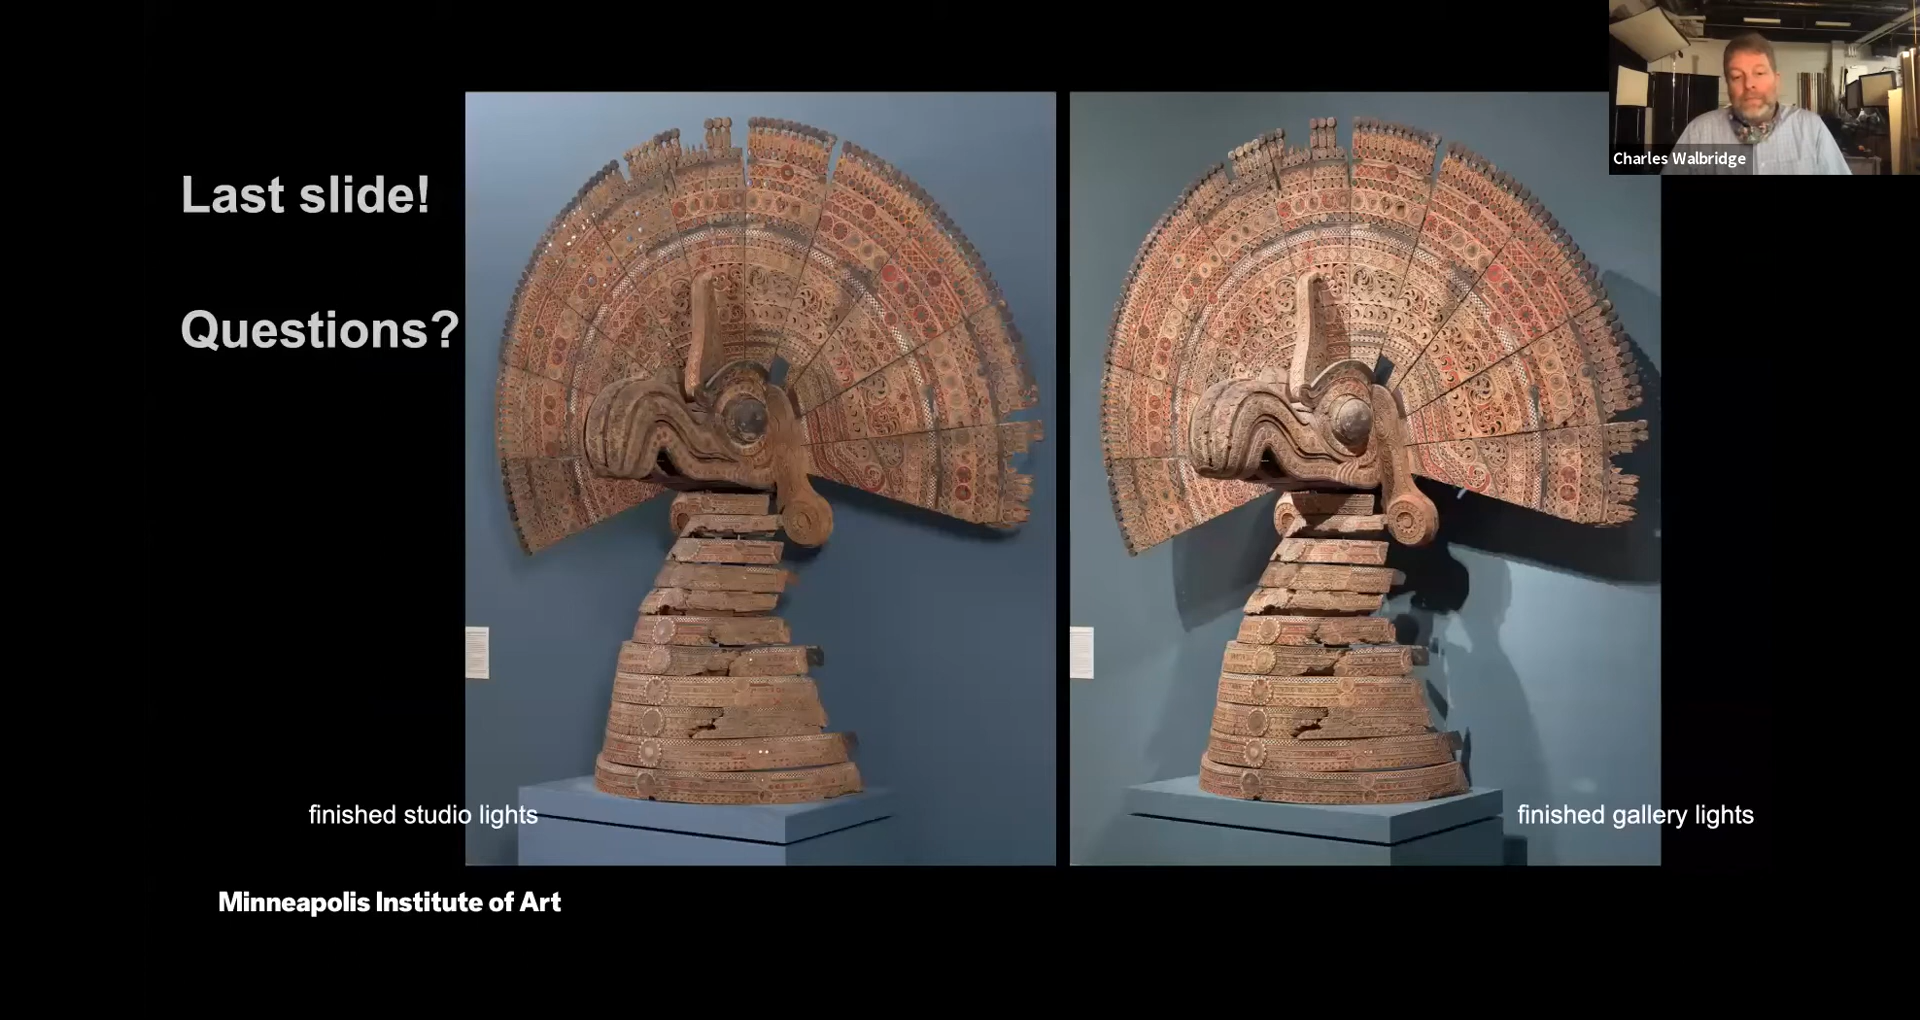 Last slide!
Questions?
Charles Walbridge
finished studio lights
finished gallery lights
Minneapolis Institute of Art